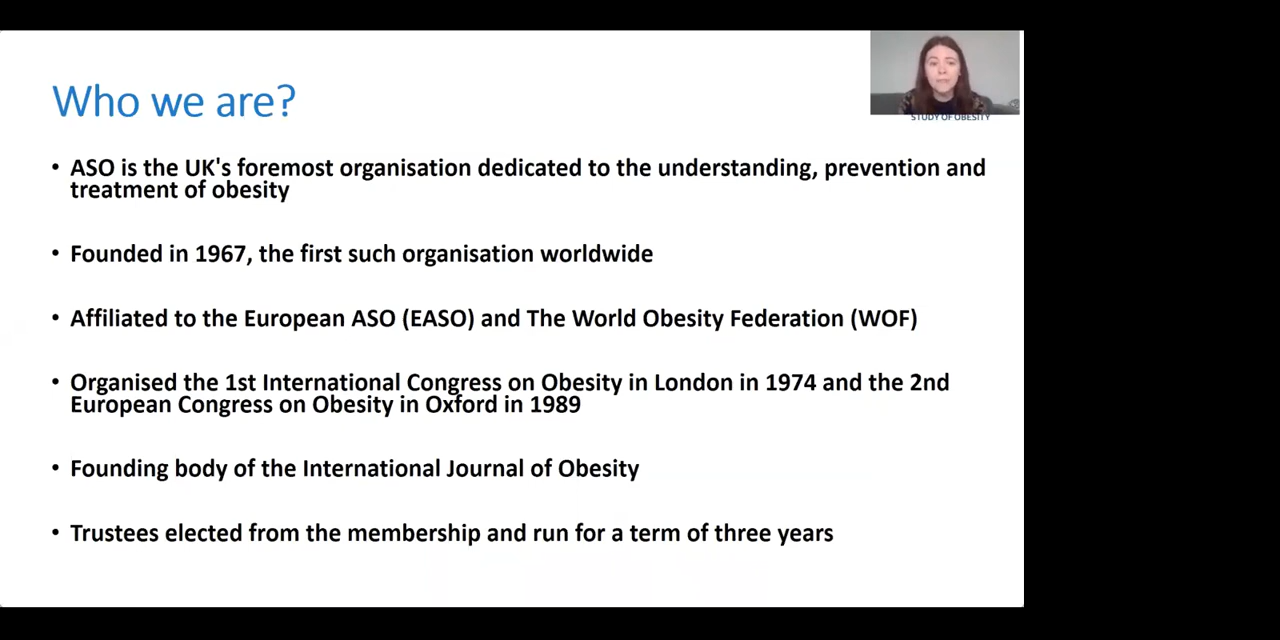 Who we are?
STUDY OF OBESITY
• ASO is the UK's foremost organisation dedicated to the understanding, prevention and
treatment of obesity
• Founded in 1967, the first such organisation worldwide
• Affiliated to the European ASO (EASO) and The World Obesity Federation (WOF)
• Organised the 1st International Congress on Obesity in London in 1974 and the 2nd
European Congress on Obesity in Oxford in 1989
• Founding body of the International Journal of Obesity
• Trustees elected from the membership and run for a term of three years